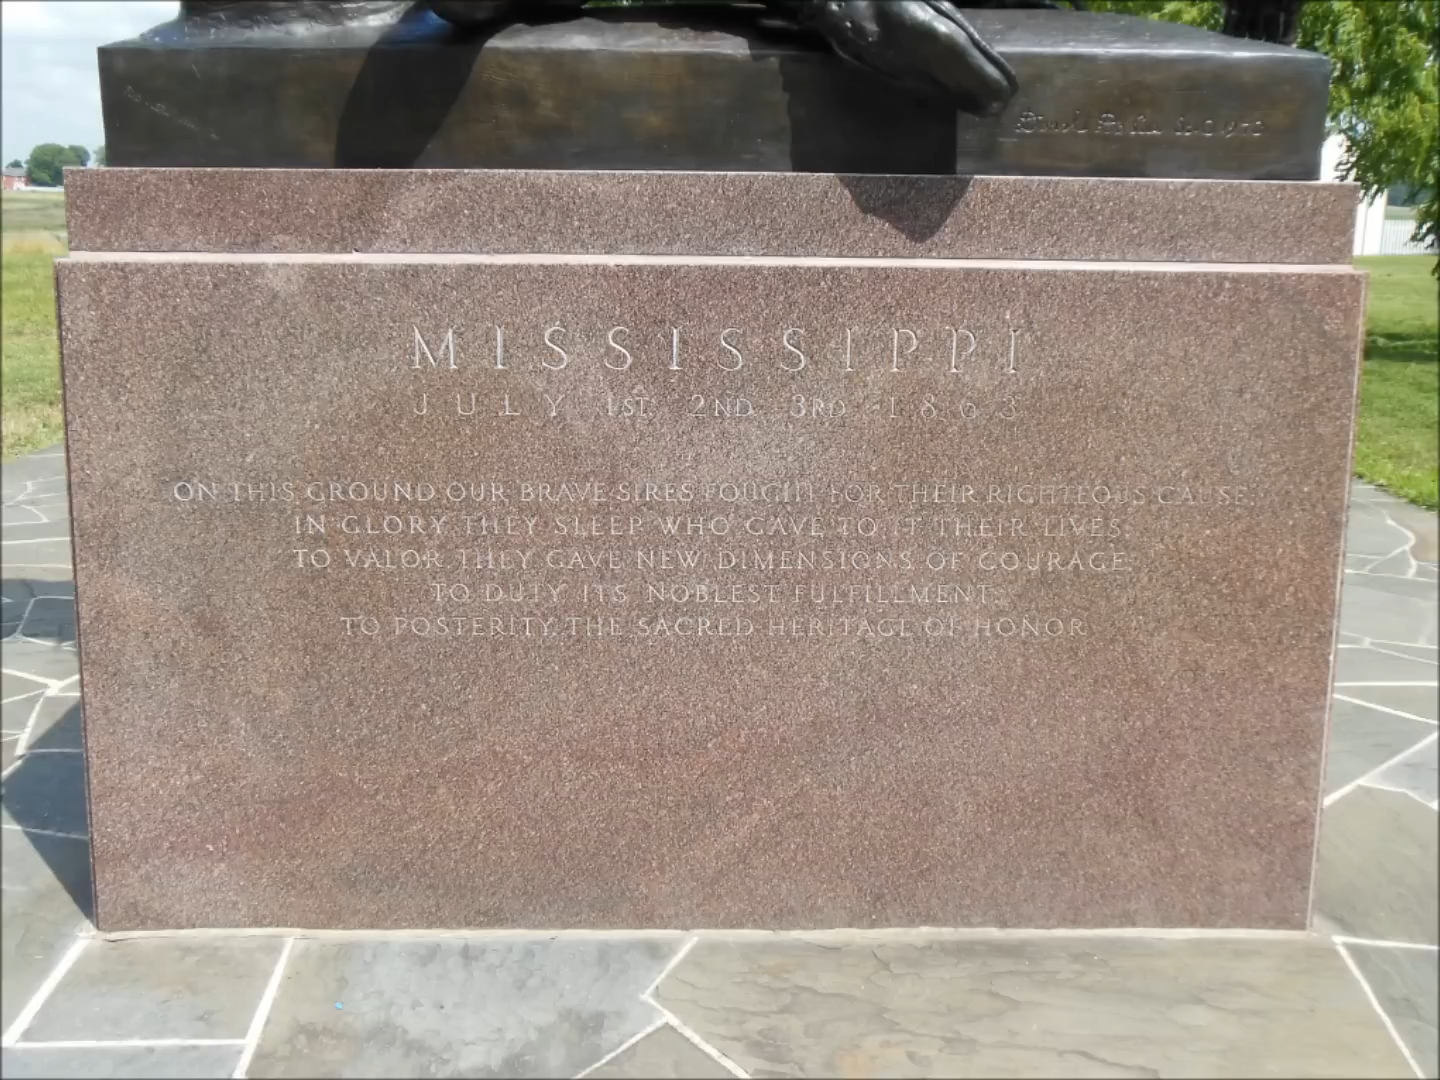 MISSISSIPPI
JULY 1ST 2ND 3RD 1863
ON THIS GROUND OUR BRAVE SIRES FOUGHT FOR THEIR RIGHTEOUS CAUSE
IN GLORY THEY SLEEP WHO GAVE TO IT THEIR LIVES
TO VALOR THEY GAVE NEW DIMENSIONS OF COURAGE
TO DUTY ITS NOBLEST FULFILLMENT
TO POSTERITY THE SACRED HERITAGE OF HONOR